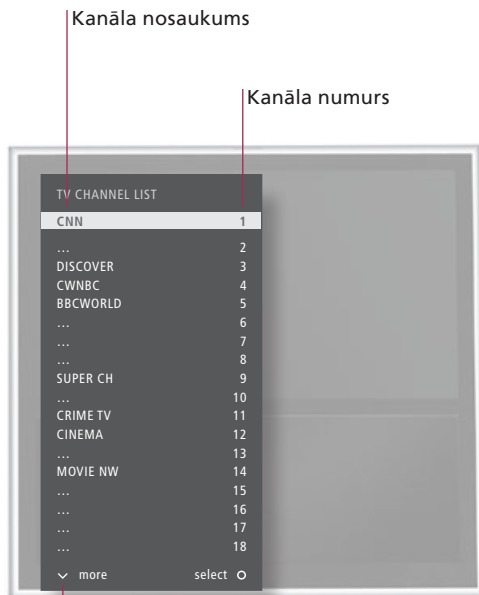 Kanāla nosaukums
Kanāla numurs
TV CHANNEL LIST
CNN 1
... 2
DISCOVER 3
CWNBC 4
BBCWORLD 5
... 6
... 7
... 8
SUPER CH 9
... 10
CRIME TV 11
CINEMA 12
... 13
MOVIE NW 14
... 15
... 16
... 17
... 18
more select